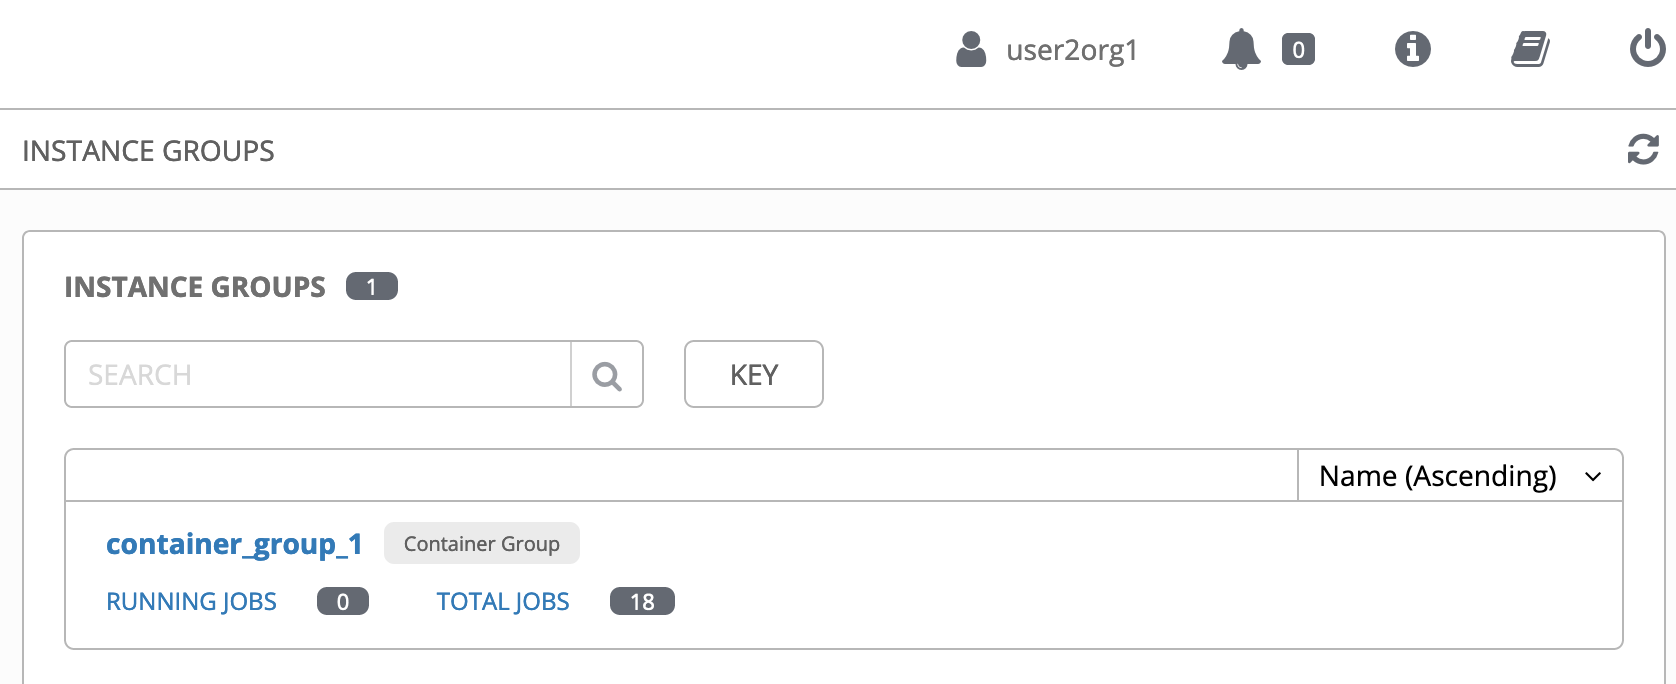 user2org1 0
INSTANCE GROUPS
INSTANCE GROUPS 1
SEARCH KEY
Name (Ascending)
container_group_1 Container Group
RUNNING JOBS 0 TOTAL JOBS 18